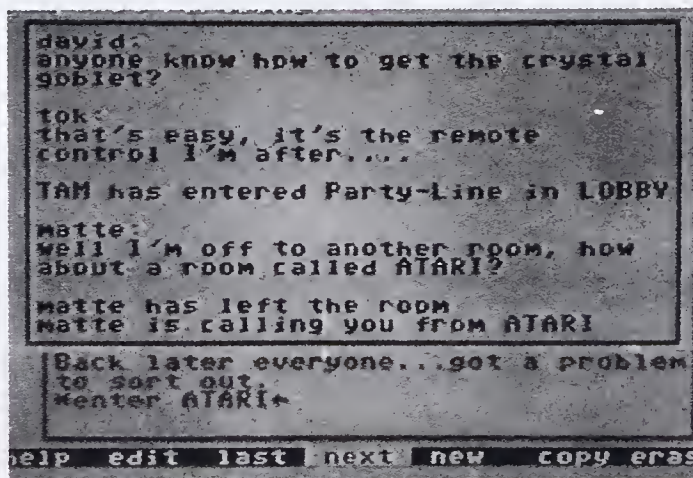 david:
anyone know how to get the crystal
goblet?
tok:
that's easy, it's the remote
control I'm after....
TAM has entered Party-Line in LOBBY
matte:
well I'm off to another room, how
about a room called ATARI?
matte has left the room
matte is calling you from ATARI
Back later everyone...got a problem
to sort out.
*enter ATARI←
help edit last next new copy eras